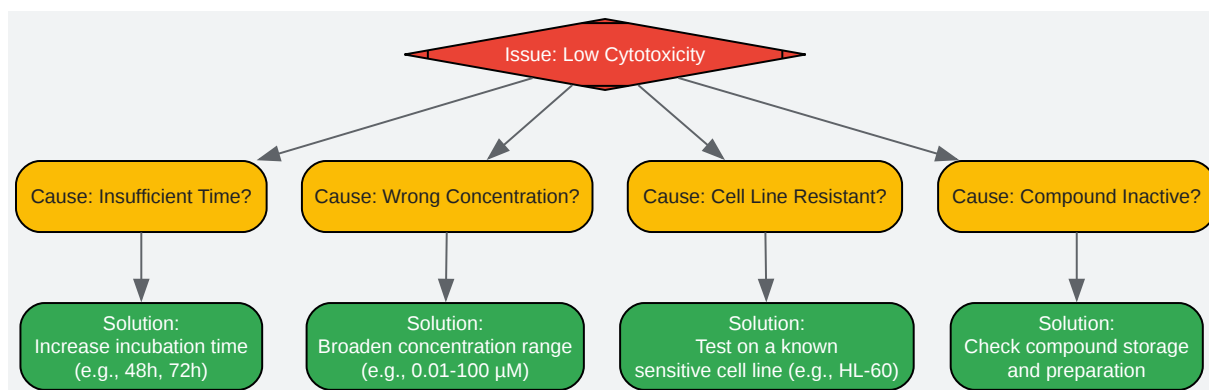 Issue: Low Cytotoxicity
Cause: Insufficient Time?
Cause: Wrong Concentration?
Cause: Cell Line Resistant?
Cause: Compound Inactive?
Solution:
Increase incubation time
(e.g., 48h, 72h)
Solution:
Broaden concentration range
(e.g., 0.01-100 µM)
Solution:
Test on a known
sensitive cell line (e.g., HL-60)
Solution:
Check compound storage
and preparation